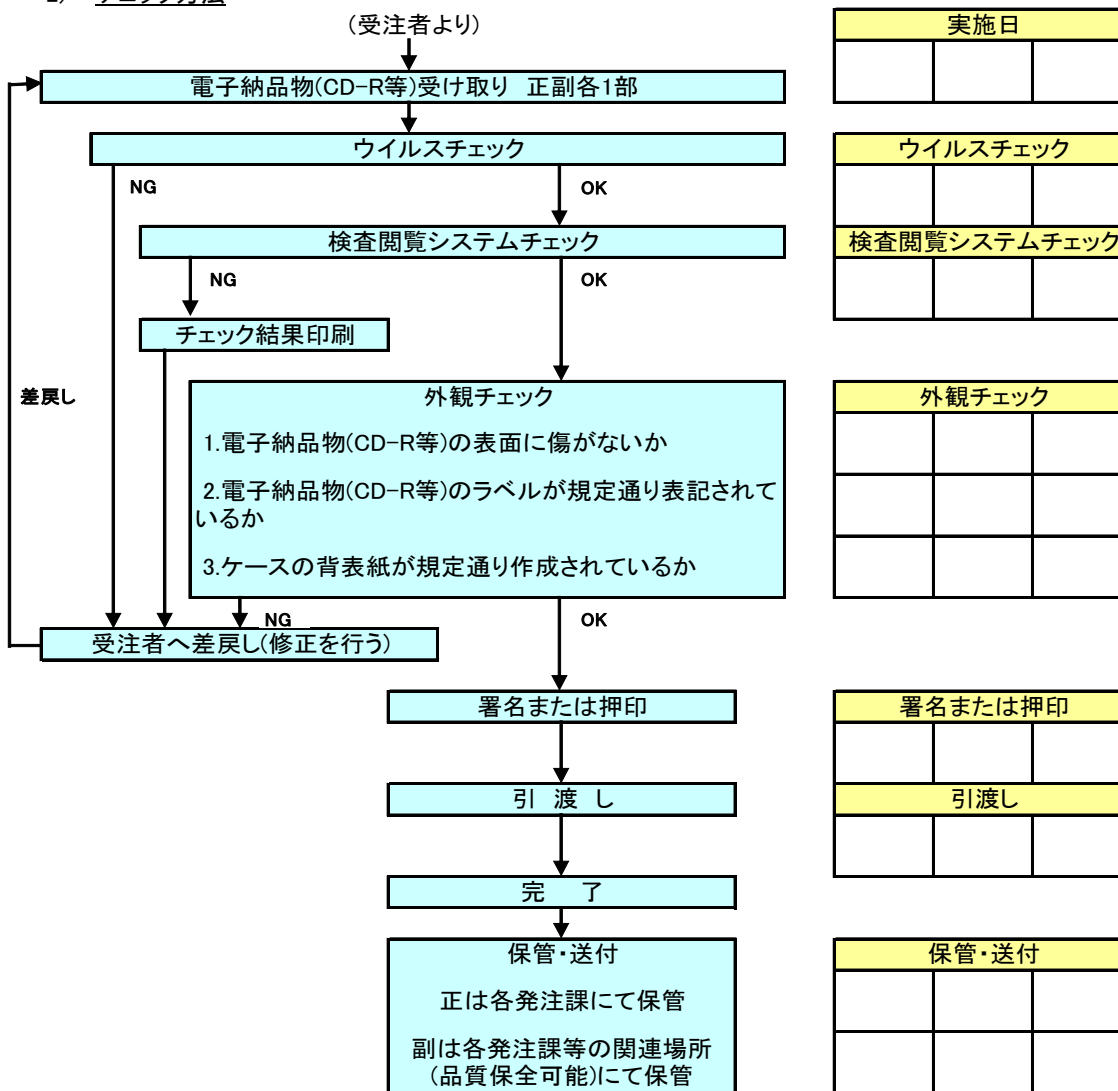 2) チェック方法
(受注者より)
実施日
電子納品物(CD-R等)受け取り 正副各1部
ウイルスチェック
ウイルスチェック
NG
OK
検査閲覧システムチェック
検査閲覧システムチェック
NG
OK
チェック結果印刷
差戻し
外観チェック
外観チェック
1.電子納品物(CD-R等)の表面に傷がないか
2.電子納品物(CD-R等)のラベルが規定通り表記されて
いるか
3.ケースの背表紙が規定通り作成されているか
NG
OK
受注者へ差戻し(修正を行う)
署名または押印
署名または押印
引 渡 し
引渡し
完 了
保管・送付
保管・送付
正は各発注課にて保管
副は各発注課等の関連場所
(品質保全可能)にて保管